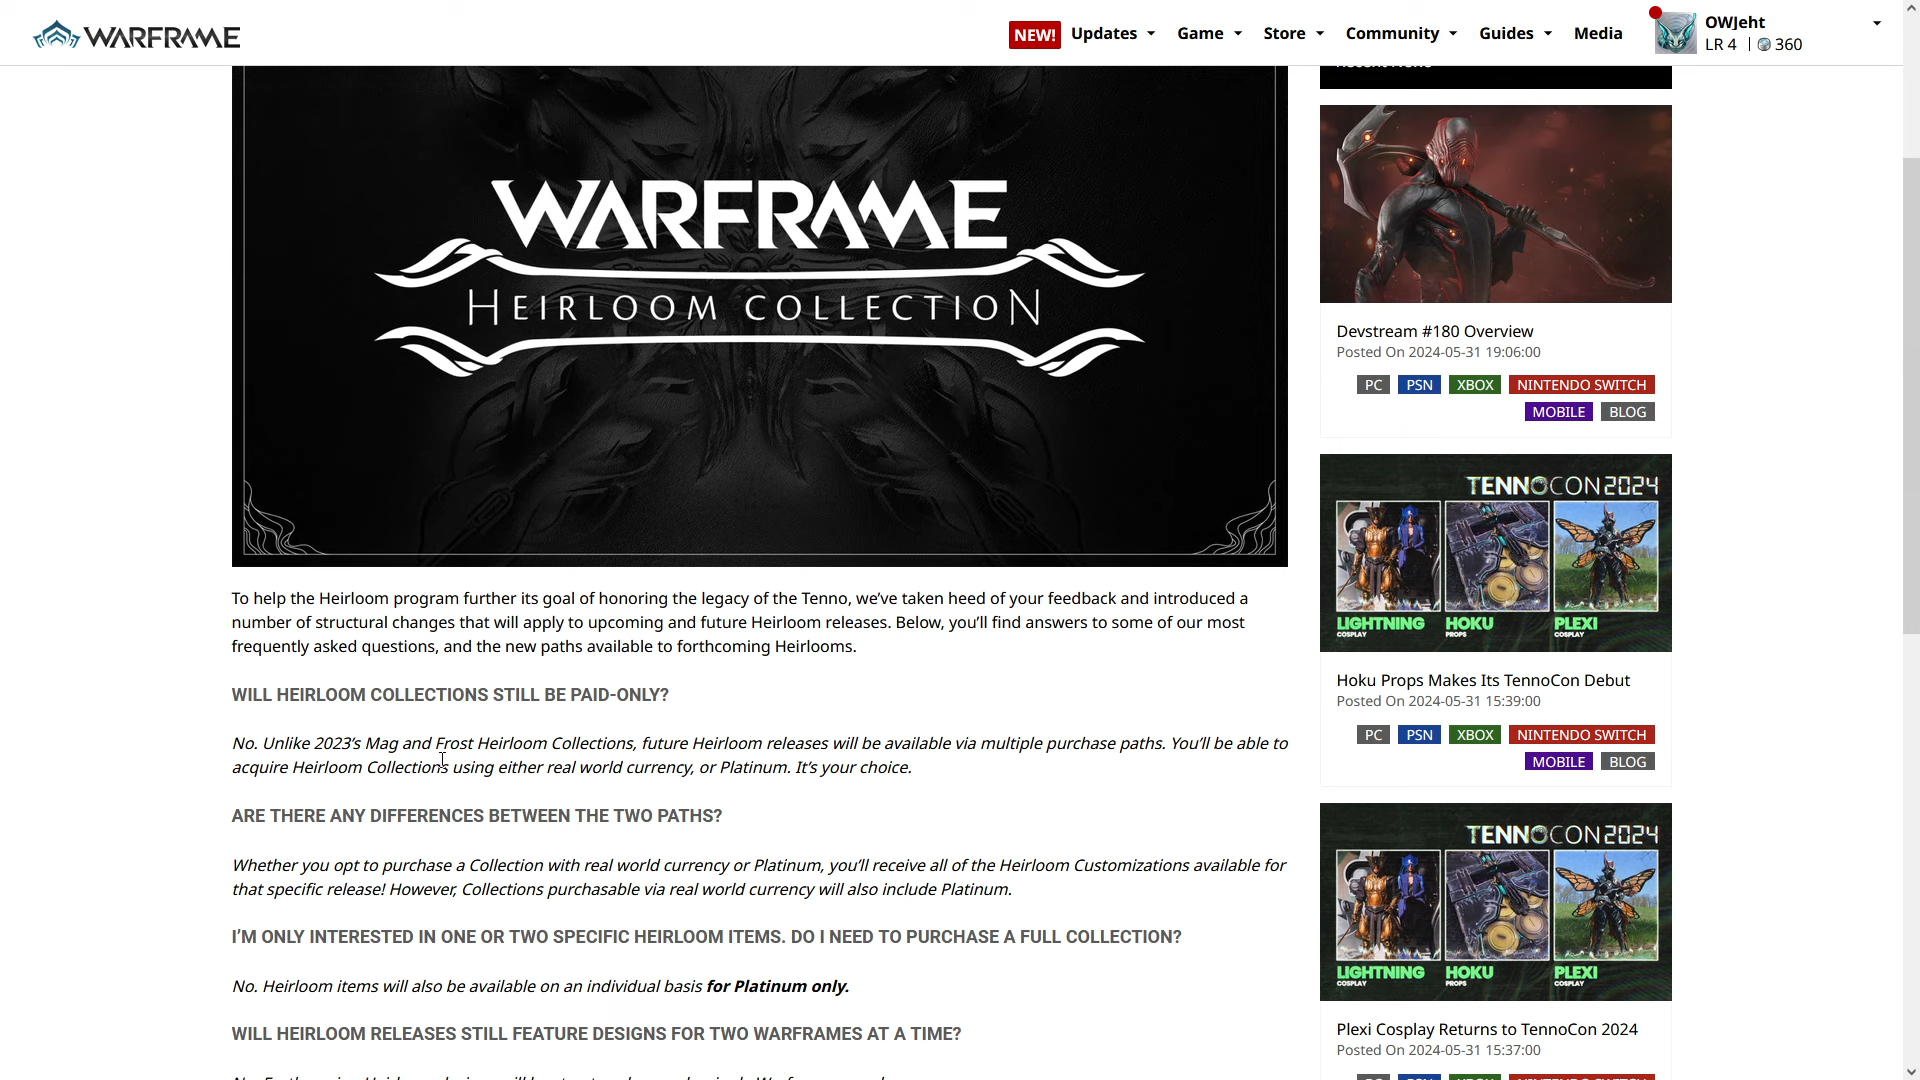 WARFRAME
NEW! Updates Game Store Community Guides Media
OWJeht
LR 4 | 360
WARFRAME
HEIRLOOM COLLECTION
To help the Heirloom program further its goal of honoring the legacy of the Tenno, we’ve taken heed of your feedback and introduced a
number of structural changes that will apply to upcoming and future Heirloom releases. Below, you’ll find answers to some of our most
frequently asked questions, and the new paths available to forthcoming Heirlooms.
WILL HEIRLOOM COLLECTIONS STILL BE PAID-ONLY?
No. Unlike 2023’s Mag and Frost Heirloom Collections, future Heirloom releases will be available via multiple purchase paths. You’ll be able to
acquire Heirloom Collections using either real world currency, or Platinum. It’s your choice.
ARE THERE ANY DIFFERENCES BETWEEN THE TWO PATHS?
Whether you opt to purchase a Collection with real world currency or Platinum, you’ll receive all of the Heirloom Customizations available for
that specific release! However, Collections purchasable via real world currency will also include Platinum.
I’M ONLY INTERESTED IN ONE OR TWO SPECIFIC HEIRLOOM ITEMS. DO I NEED TO PURCHASE A FULL COLLECTION?
No. Heirloom items will also be available on an individual basis for Platinum only.
WILL HEIRLOOM RELEASES STILL FEATURE DESIGNS FOR TWO WARFRAMES AT A TIME?
Devstream #180 Overview
Posted On 2024-05-31 19:06:00
PC PSN XBOX NINTENDO SWITCH
MOBILE BLOG
TENNOCON 2024
LIGHTNING COSPLAY
HOKU PROPS
PLEXI COSPLAY
Hoku Props Makes Its TennoCon Debut
Posted On 2024-05-31 15:39:00
PC PSN XBOX NINTENDO SWITCH
MOBILE BLOG
TENNOCON 2024
LIGHTNING COSPLAY
HOKU PROPS
PLEXI COSPLAY
Plexi Cosplay Returns to TennoCon 2024
Posted On 2024-05-31 15:37:00